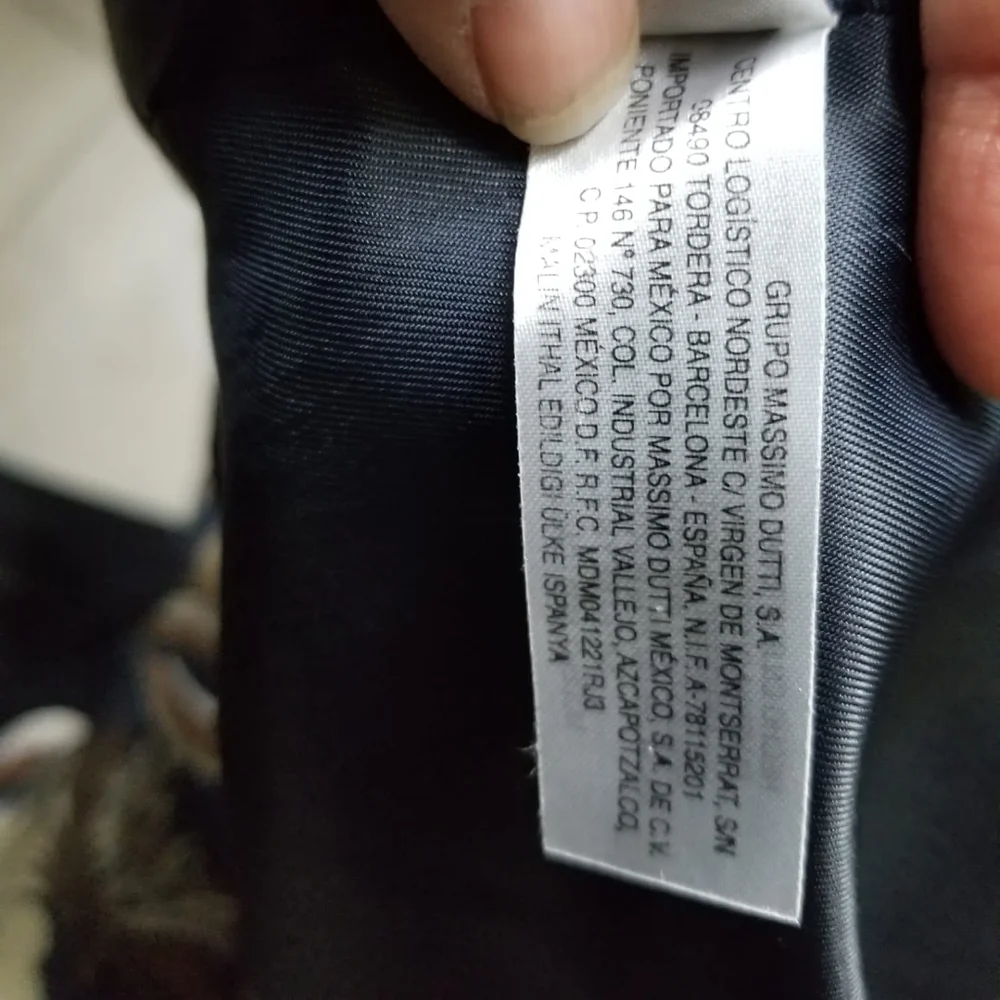 GRUPO MASSIMO DUTTI, S.A.
CENTRO LOGÍSTICO NORDESTE C/ VIRGEN DE MONTSERRAT, S/N
08490 TORDERA - BARCELONA - ESPAÑA. N.I.F. A-78115201
IMPORTADO PARA MÉXICO POR MASSIMO DUTTI MÉXICO, S.A. DE C.V.
PONIENTE 146 Nº 730, COL. INDUSTRIAL VALLEJO, AZCAPOTZALCO,
C.P. 02300 MÉXICO D.F. R.F.C. MDM041221RJ3
MALIN ITHAL EDİLDİĞİ ÜLKE İSPANYA